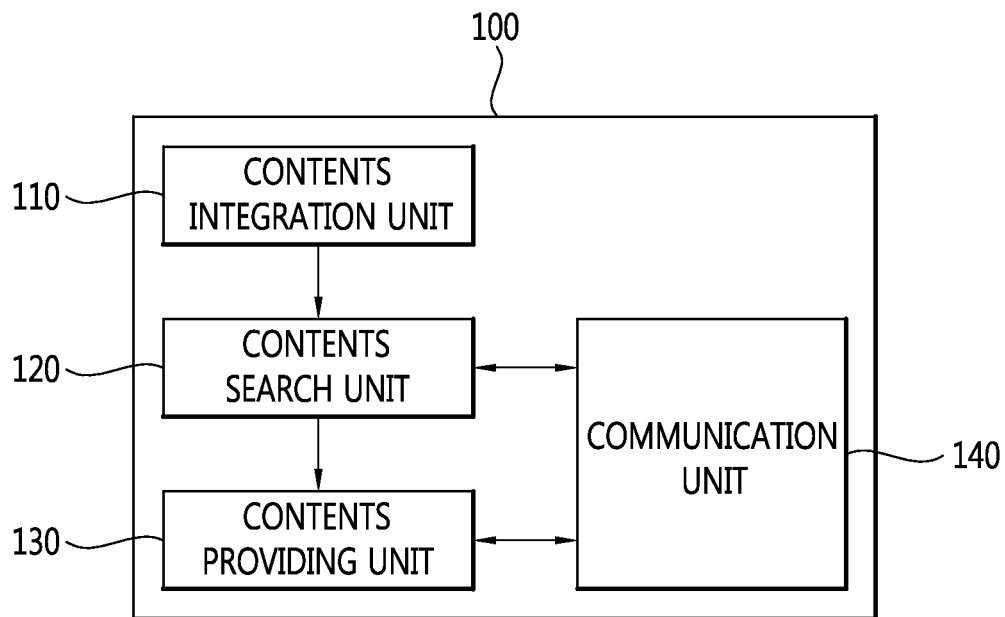 100
110
CONTENTS
INTEGRATION UNIT
120
CONTENTS
SEARCH UNIT
130
CONTENTS
PROVIDING UNIT
COMMUNICATION
UNIT
140